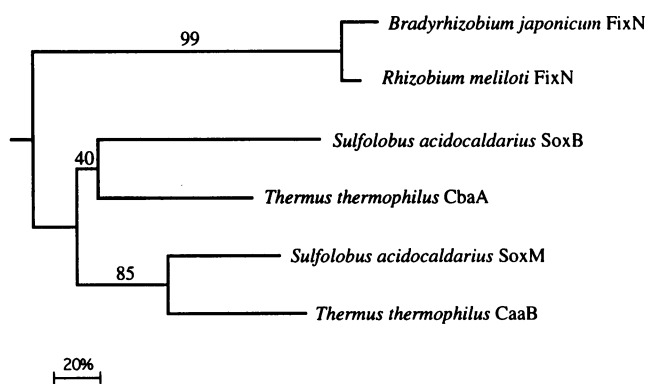 Bradyrhizobium japonicum FixN
99
Rhizobium meliloti FixN
Sulfolobus acidocaldarius SoxB
40
Thermus thermophilus CbaA
Sulfolobus acidocaldarius SoxM
85
Thermus thermophilus CaaB
20%